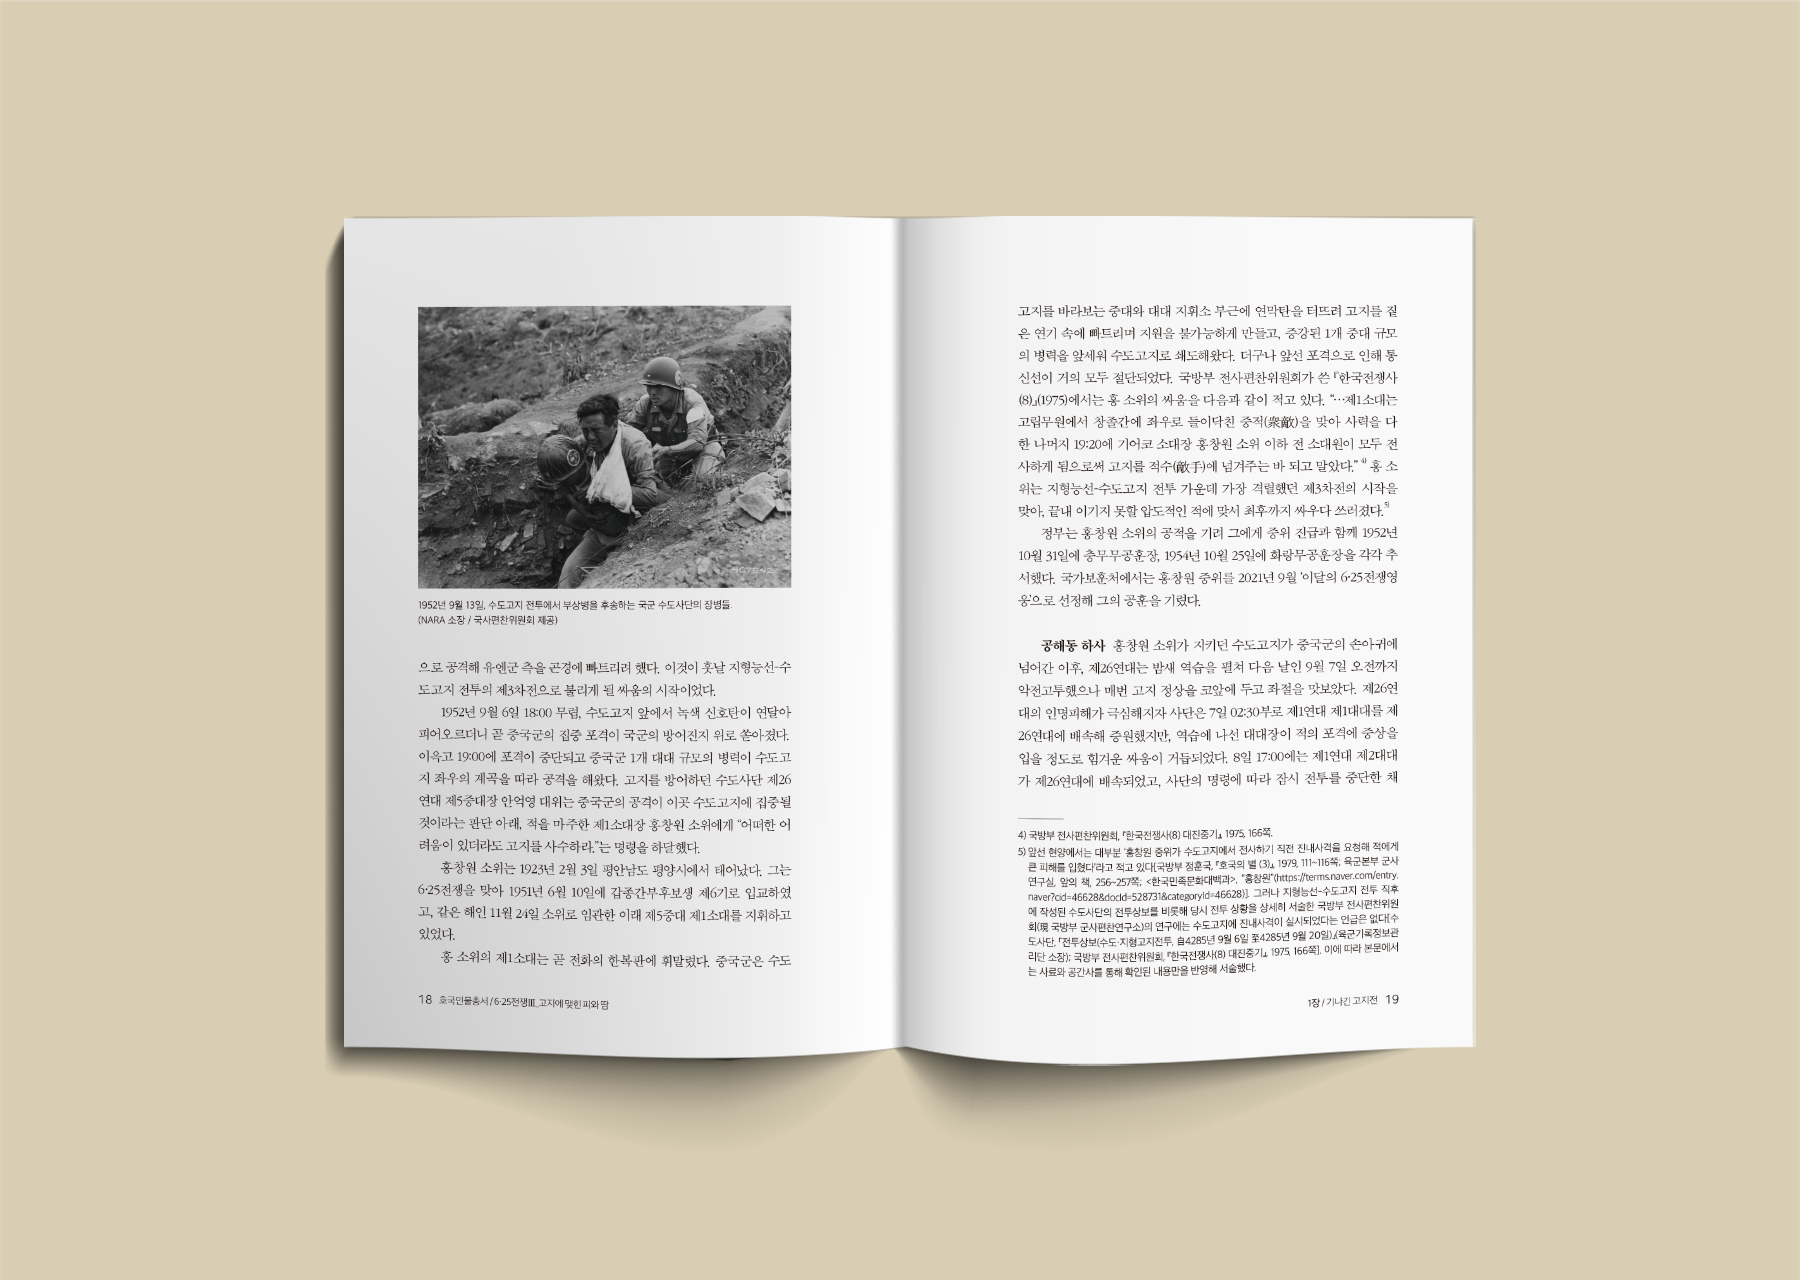 407542
1952년 9월 13일, 수도고지 전투에서 부상병을 후송하는 국군 수도사단의 장병들.
(NARA 소장 / 국사편찬위원회 제공)
으로 공격해 유엔군 측을 곤경에 빠트리려 했다. 이것이 훗날 지형능선-수
도고지 전투의 제3차전으로 불리게 될 싸움의 시작이었다.
1952년 9월 6일 18:00 무렵, 수도고지 앞에서 녹색 신호탄이 연달아
피어오르더니 곧 중국군의 집중 포격이 국군의 방어진지 위로 쏟아졌다.
이윽고 19:00에 포격이 중단되고 중국군 1개 대대 규모의 병력이 수도고
지 좌우의 계곡을 따라 공격을 해왔다. 고지를 방어하던 수도사단 제26
연대 제5중대장 안억영 대위는 중국군의 공격이 이곳 수도고지에 집중될
것이라는 판단 아래, 적을 마주한 제1소대장 홍창원 소위에게 “어떠한 어
려움이 있더라도 고지를 사수하라.”는 명령을 하달했다.
홍창원 소위는 1923년 2월 3일 평안남도 평양시에서 태어났다. 그는
6·25전쟁을 맞아 1951년 6월 10일에 갑종간부후보생 제6기로 입교하였
고, 같은 해인 11월 24일 소위로 임관한 이래 제5중대 제1소대를 지휘하고
있었다.
홍 소위의 제1소대는 곧 전화의 한복판에 휘말렸다. 중국군은 수도
18 호국인물총서 / 6·25전쟁Ⅲ_고지에 맺힌 피와 땀
고지를 바라보는 중대와 대대 지휘소 부근에 연막탄을 터뜨려 고지를 짙
은 연기 속에 빠트리며 지원을 불가능하게 만들고, 증강된 1개 중대 규모
의 병력을 앞세워 수도고지로 쇄도해왔다. 더구나 앞선 포격으로 인해 통
신선이 거의 모두 절단되었다. 국방부 전사편찬위원회가 쓴 『한국전쟁사
(8)』(1975)에서는 홍 소위의 싸움을 다음과 같이 적고 있다. “…제1소대는
고립무원에서 창졸간에 좌우로 들이닥친 중적(衆敵)을 맞아 사력을 다
한 나머지 19:20에 기어코 소대장 홍창원 소위 이하 전 소대원이 모두 전
사하게 됨으로써 고지를 적수(敵手)에 넘겨주는 바 되고 말았다.” 4) 홍 소
위는 지형능선-수도고지 전투 가운데 가장 격렬했던 제3차전의 시작을
맞아, 끝내 이기지 못할 압도적인 적에 맞서 최후까지 싸우다 쓰러졌다.5)
정부는 홍창원 소위의 공적을 기려 그에게 중위 진급과 함께 1952년
10월 31일에 충무무공훈장, 1954년 10월 25일에 화랑무공훈장을 각각 추
서했다. 국가보훈처에서는 홍창원 중위를 2021년 9월 ‘이달의 6·25전쟁영
웅’으로 선정해 그의 공훈을 기렸다.
공해동 하사 홍창원 소위가 지키던 수도고지가 중국군의 손아귀에
넘어간 이후, 제26연대는 밤새 역습을 펼쳐 다음 날인 9월 7일 오전까지
악전고투했으나 매번 고지 정상을 코앞에 두고 좌절을 맛보았다. 제26연
대의 인명피해가 극심해지자 사단은 7일 02:30부로 제1연대 제1대대를 제
26연대에 배속해 증원했지만, 역습에 나선 대대장이 적의 포격에 중상을
입을 정도로 힘겨운 싸움이 거듭되었다. 8일 17:00에는 제1연대 제2대대
가 제26연대에 배속되었고, 사단의 명령에 따라 잠시 전투를 중단한 채
4) 국방부 전사편찬위원회, 『한국전쟁사(8) 대진중기』, 1975, 166쪽.
5) 앞선 현양에서는 대부분 ‘홍창원 중위가 수도고지에서 전사하기 직전 진내사격을 요청해 적에게
큰 피해를 입혔다’라고 적고 있다[국방부 정훈국, 『호국의 별 (3)』, 1979, 111~116쪽; 육군본부 군사
연구실, 앞의 책, 256~257쪽; <한국민족문화대백과>, “홍창원”(https://terms.naver.com/entry.
naver?cid=46628&docId=528731&categoryId=46628)]. 그러나 지형능선-수도고지 전투 직후
에 작성된 수도사단의 전투상보를 비롯해 당시 전투 상황을 상세히 서술한 국방부 전사편찬위원
회(現 국방부 군사편찬연구소)의 연구에는 수도고지에 진내사격이 실시되었다는 언급은 없다[수
도사단, 『전투상보(수도·지형고지전투, 自4285년 9월 6일 至4285년 9월 20일)』(육군기록정보관
리단 소장); 국방부 전사편찬위원회, 『한국전쟁사(8) 대진중기』, 1975, 166쪽]. 이에 따라 본문에서
는 사료와 공간사를 통해 확인된 내용만을 반영해 서술했다.
1장 / 기나긴 고지전 19